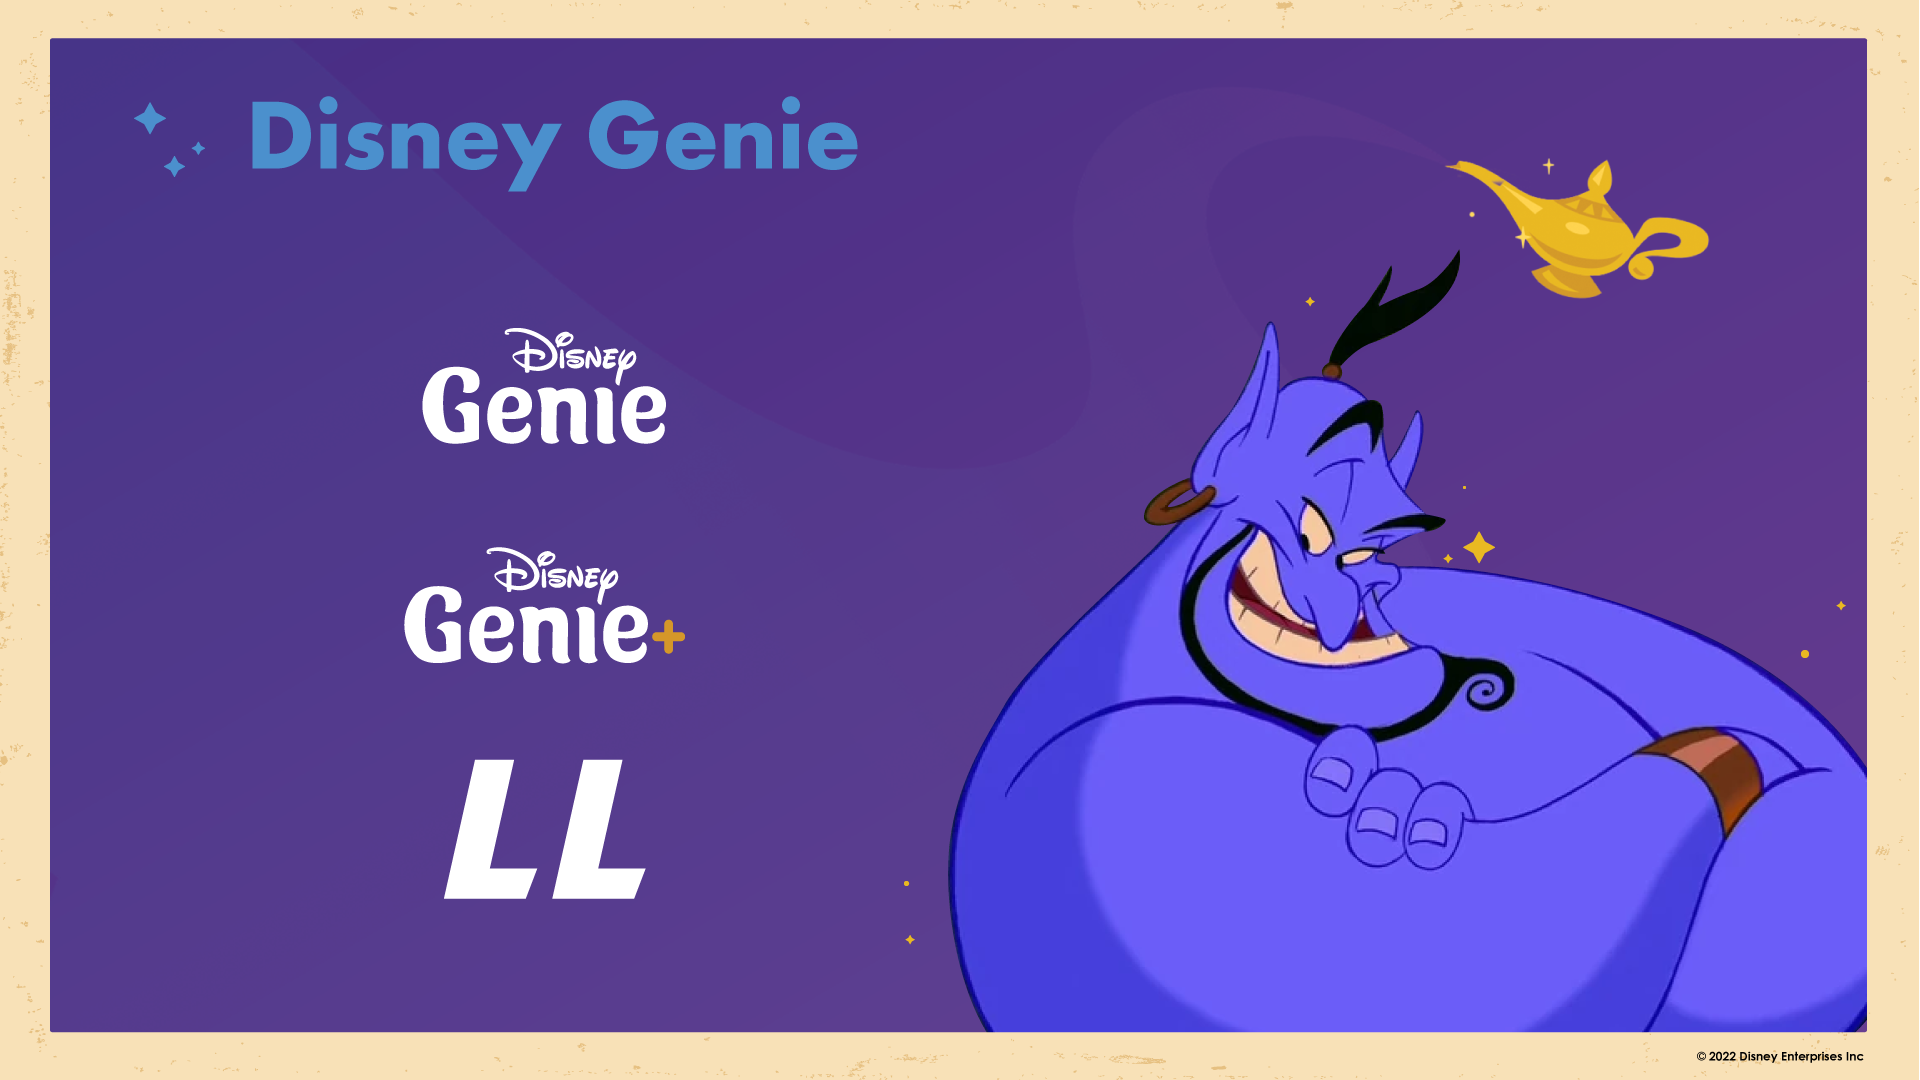 Disney Genie
Disney
Genie
Disney
Genie+
LL
© 2022 Disney Enterprises Inc